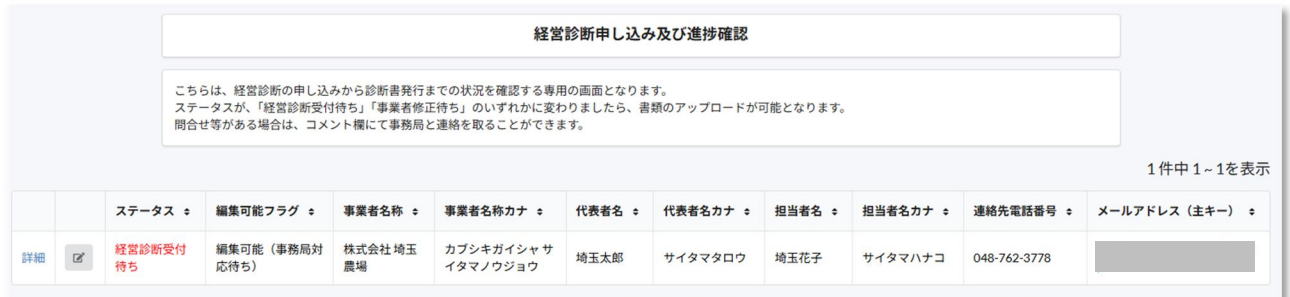 経営診断申し込み及び進捗確認
こちらは、経営診断の申し込みから診断書発行までの状況を確認する専用の画面となります。
ステータスが、「経営診断受付待ち」「事業者修正待ち」のいずれかに変わりましたら、書類のアップロードが可能となります。
問合せ等がある場合は、コメント欄にて事務局と連絡を取ることができます。
1件中 1 ~ 1を表示
ステータス 編集可能フラグ 事業者名称 事業者名称カナ 代表者名 代表者名カナ 担当者名 担当者名カナ 連絡先電話番号 メールアドレス（主キー）
詳細 経営診断受付 編集可能（事務局対 株式会社 埼玉 カブシキガイシャ サ 埼玉太郎 サイタマタロウ 埼玉花子 サイタマハナコ 048-762-3778
待ち 応待ち） 農場 イタマノウジョウ